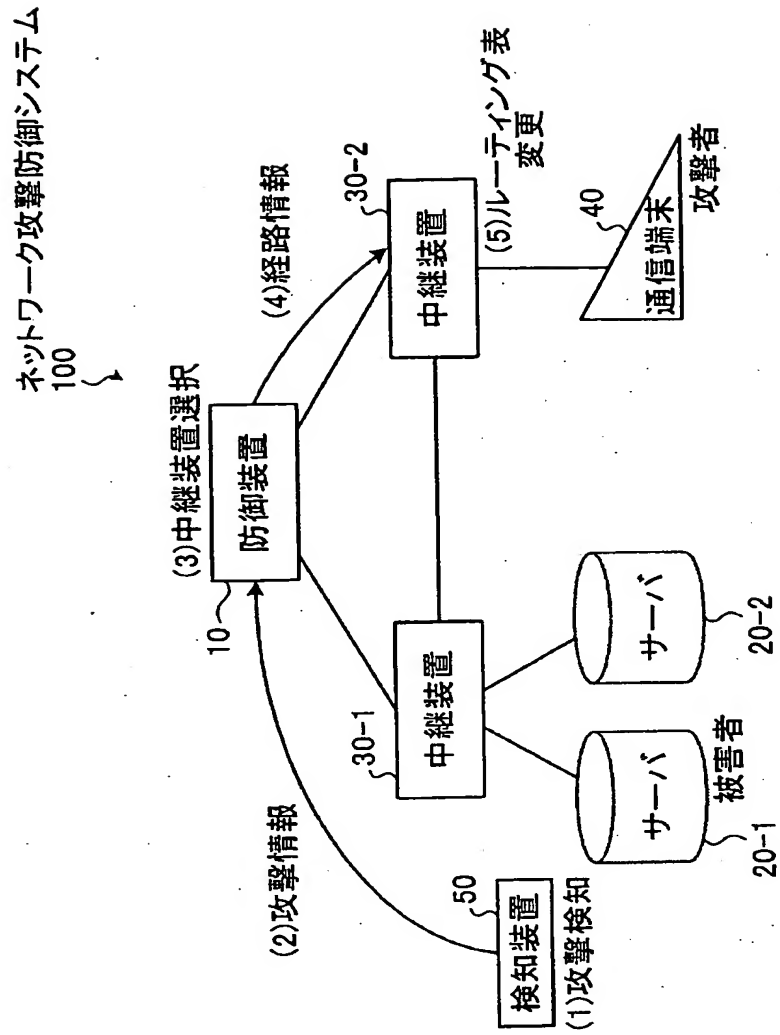 ネットワーク攻撃防御システム
100
(3)中継装置選択
防御装置
10
(4)経路情報
30-2
中継装置
(5)ルーティング表
変更
(2)攻撃情報
30-1
中継装置
40
通信端末
攻撃者
50
検知装置
(1)攻撃検知
サーバ
被害者
20-1
サーバ
20-2